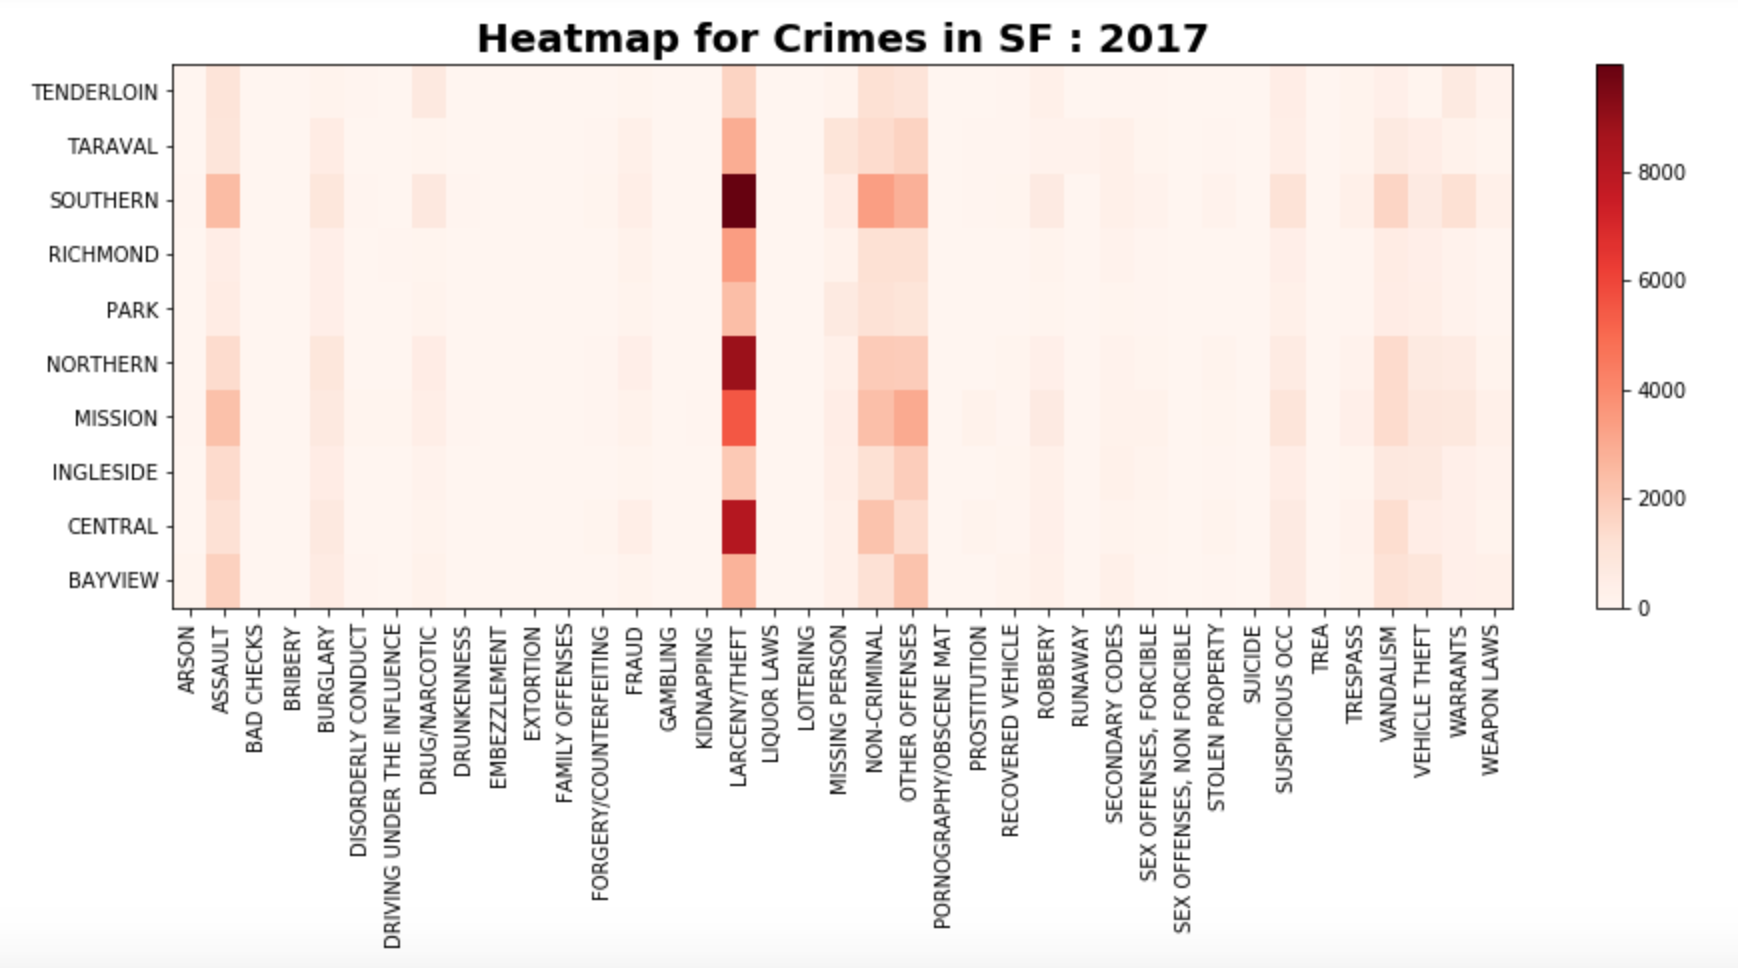 Heatmap for Crimes in SF : 2017
TENDERLOIN
TARAVAL
SOUTHERN
RICHMOND
PARK
NORTHERN
MISSION
INGLESIDE
CENTRAL
BAYVIEW
8000
6000
4000
2000
0
ARSON
ASSAULT
BAD CHECKS
BRIBERY
BURGLARY
DISORDERLY CONDUCT
DRIVING UNDER THE INFLUENCE
DRUG/NARCOTIC
DRUNKENNESS
EMBEZZLEMENT
EXTORTION
FAMILY OFFENSES
FORGERY/COUNTERFEITING
FRAUD
GAMBLING
KIDNAPPING
LARCENY/THEFT
LIQUOR LAWS
LOITERING
MISSING PERSON
NON-CRIMINAL
OTHER OFFENSES
PORNOGRAPHY/OBSCENE MAT
PROSTITUTION
RECOVERED VEHICLE
ROBBERY
RUNAWAY
SECONDARY CODES
SEX OFFENSES, FORCIBLE
SEX OFFENSES, NON FORCIBLE
STOLEN PROPERTY
SUICIDE
SUSPICIOUS OCC
TREA
TRESPASS
VANDALISM
VEHICLE THEFT
WARRANTS
WEAPON LAWS